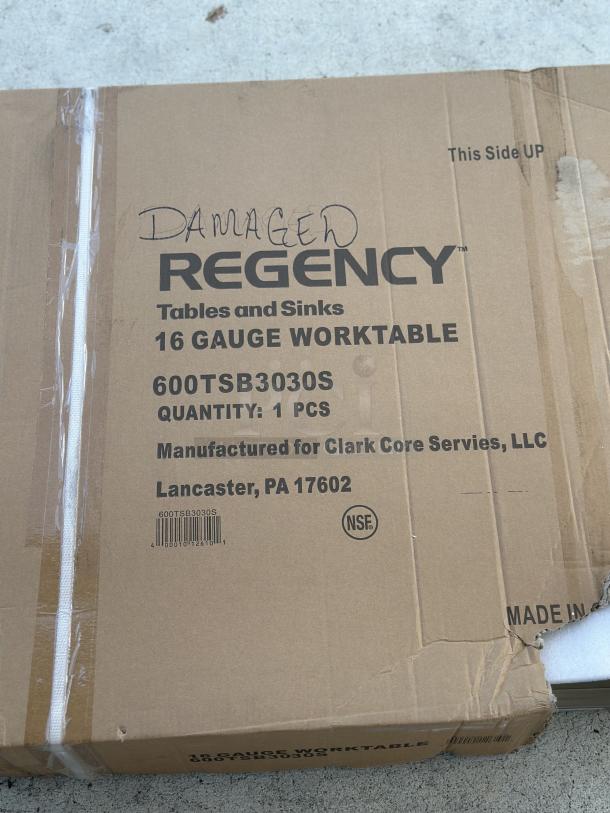 This Side UP
DAMAGED
REGENCY™
Tables and Sinks
16 GAUGE WORKTABLE
600TSB3030S
QUANTITY: 1 PCS
Manufactured for Clark Core Servies, LLC
Lancaster, PA 17602
600TSB3030S
NSF
MADE IN
16 GAUGE WORKTABLE
600TSB3030S